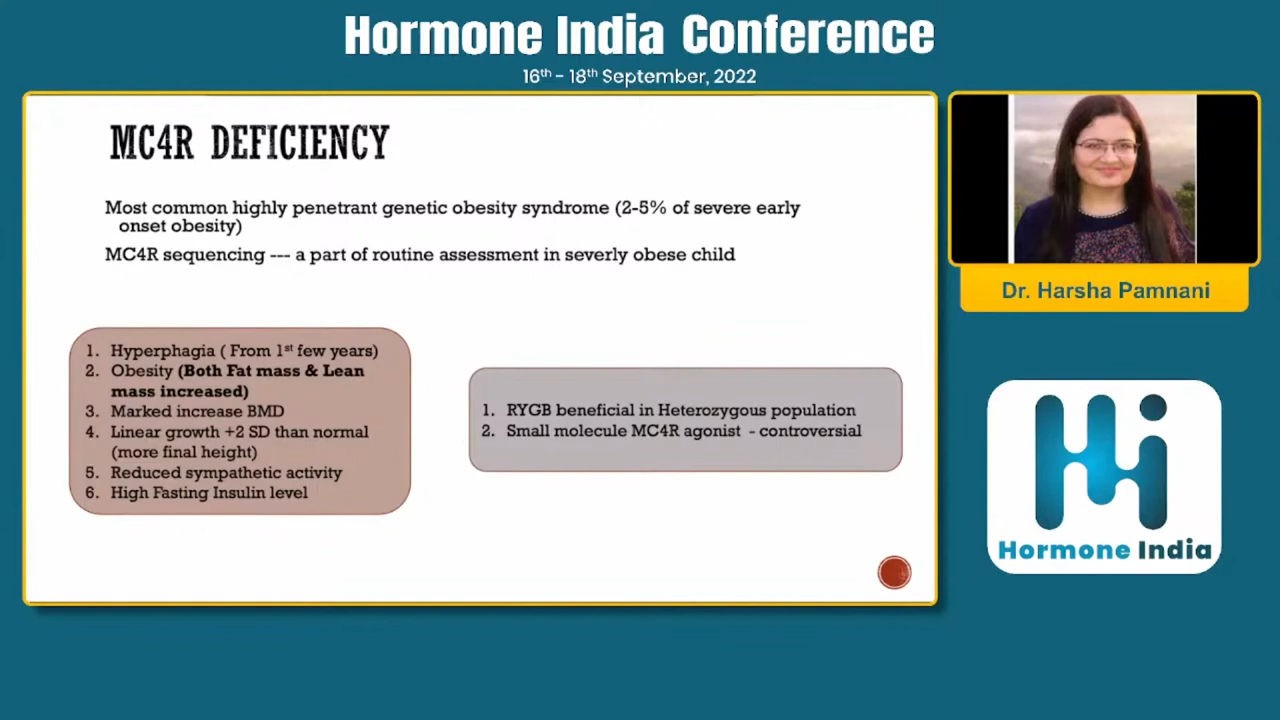 Hormone India Conference
16th - 18th September, 2022
MC4R DEFICIENCY
Most common highly penetrant genetic obesity syndrome (2-5% of severe early
onset obesity)
MC4R sequencing --- a part of routine assessment in severly obese child
1. Hyperphagia ( From 1st few years)
2. Obesity (Both Fat mass & Lean
mass increased)
3. Marked increase BMD
4. Linear growth +2 SD than normal
(more final height)
5. Reduced sympathetic activity
6. High Fasting Insulin level
1. RYGB beneficial in Heterozygous population
2. Small molecule MC4R agonist - controversial
Dr. Harsha Pamnani
Hi
Hormone India